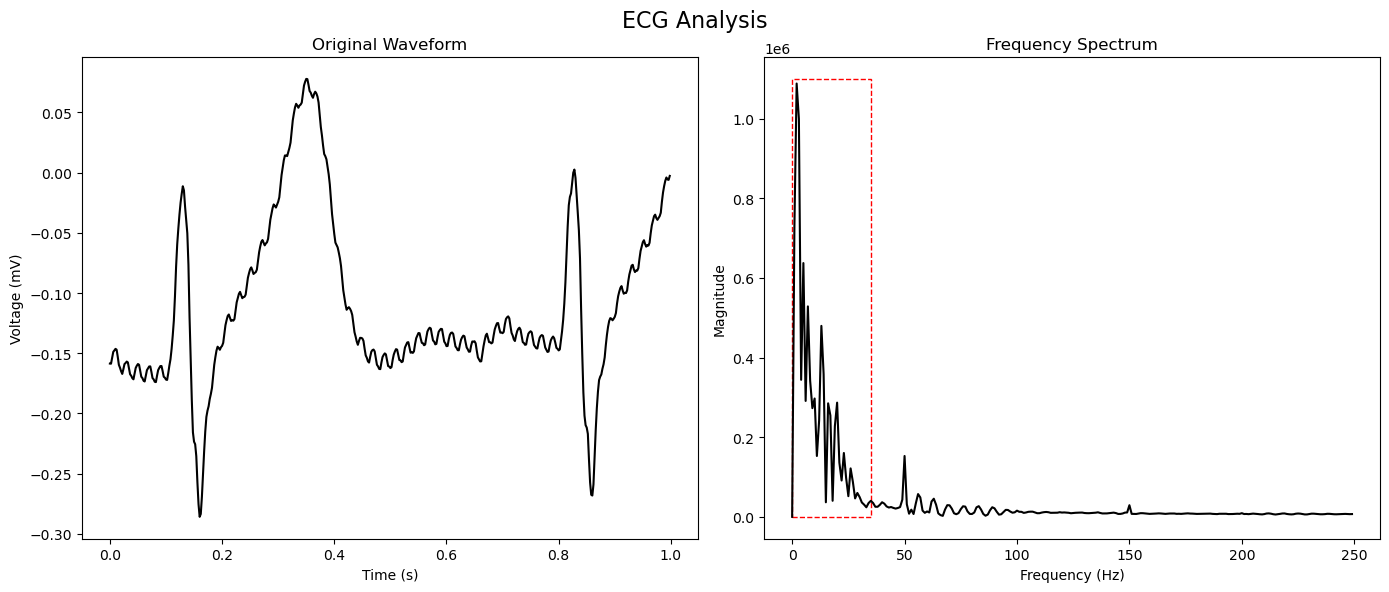 ECG Analysis
Original Waveform
Voltage (mV)
0.05
0.00
−0.05
−0.10
−0.15
−0.20
−0.25
−0.30
0.0 0.2 0.4 0.6 0.8 1.0
Time (s)
Frequency Spectrum
1e6
Magnitude
1.0
0.8
0.6
0.4
0.2
0.0
0 50 100 150 200 250
Frequency (Hz)